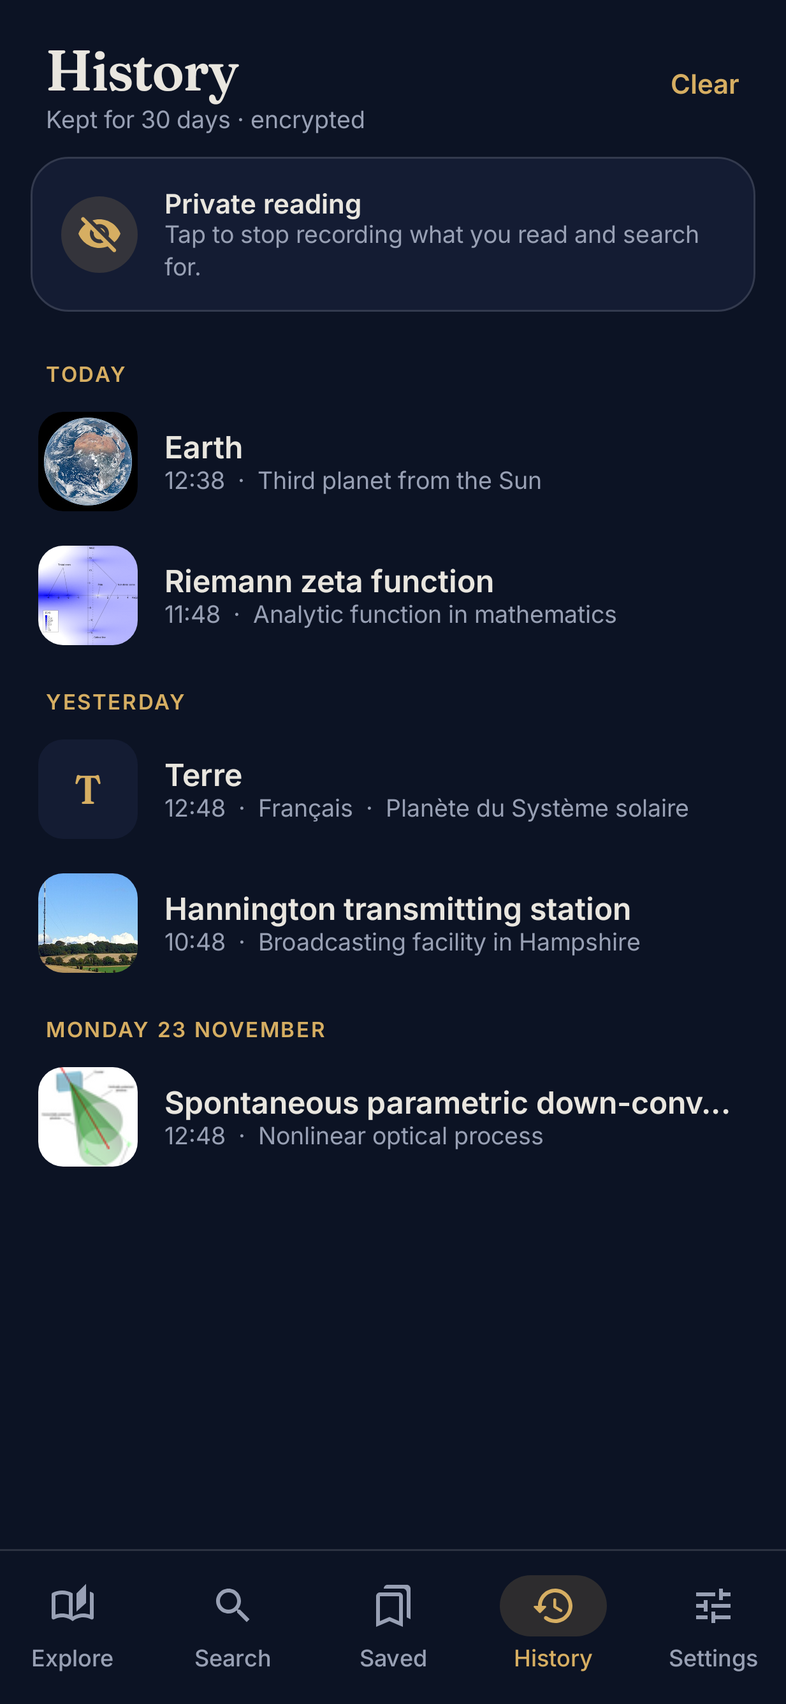 History
Clear
Kept for 30 days · encrypted
Private reading
Tap to stop recording what you read and search
for.
TODAY
Earth
12:38 · Third planet from the Sun
Riemann zeta function
11:48 · Analytic function in mathematics
YESTERDAY
T
Terre
12:48 · Français · Planète du Système solaire
Hannington transmitting station
10:48 · Broadcasting facility in Hampshire
MONDAY 23 NOVEMBER
Spontaneous parametric down-conv...
12:48 · Nonlinear optical process
Explore
Search
Saved
History
Settings